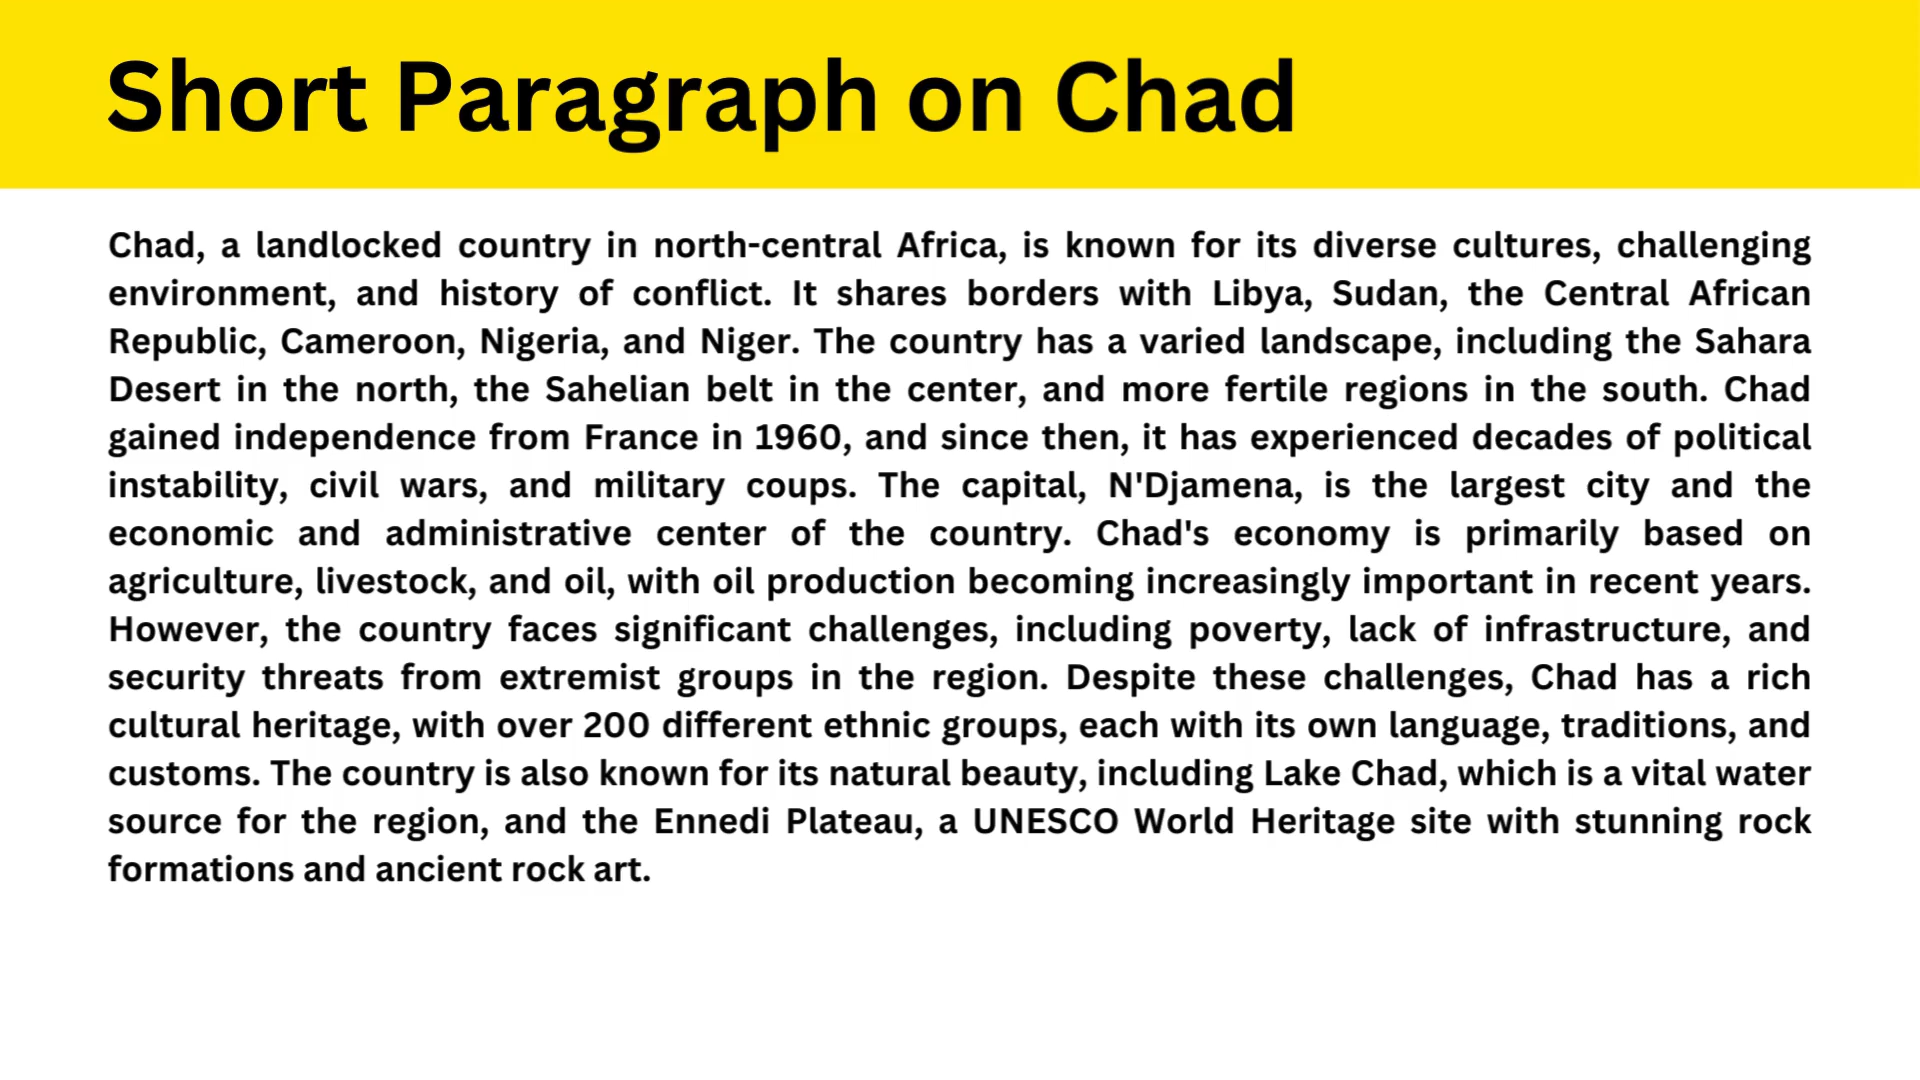 Short Paragraph on Chad
Chad, a landlocked country in north-central Africa, is known for its diverse cultures, challenging
environment, and history of conflict. It shares borders with Libya, Sudan, the Central African
Republic, Cameroon, Nigeria, and Niger. The country has a varied landscape, including the Sahara
Desert in the north, the Sahelian belt in the center, and more fertile regions in the south. Chad
gained independence from France in 1960, and since then, it has experienced decades of political
instability, civil wars, and military coups. The capital, N'Djamena, is the largest city and the
economic and administrative center of the country. Chad's economy is primarily based on
agriculture, livestock, and oil, with oil production becoming increasingly important in recent years.
However, the country faces significant challenges, including poverty, lack of infrastructure, and
security threats from extremist groups in the region. Despite these challenges, Chad has a rich
cultural heritage, with over 200 different ethnic groups, each with its own language, traditions, and
customs. The country is also known for its natural beauty, including Lake Chad, which is a vital water
source for the region, and the Ennedi Plateau, a UNESCO World Heritage site with stunning rock
formations and ancient rock art.